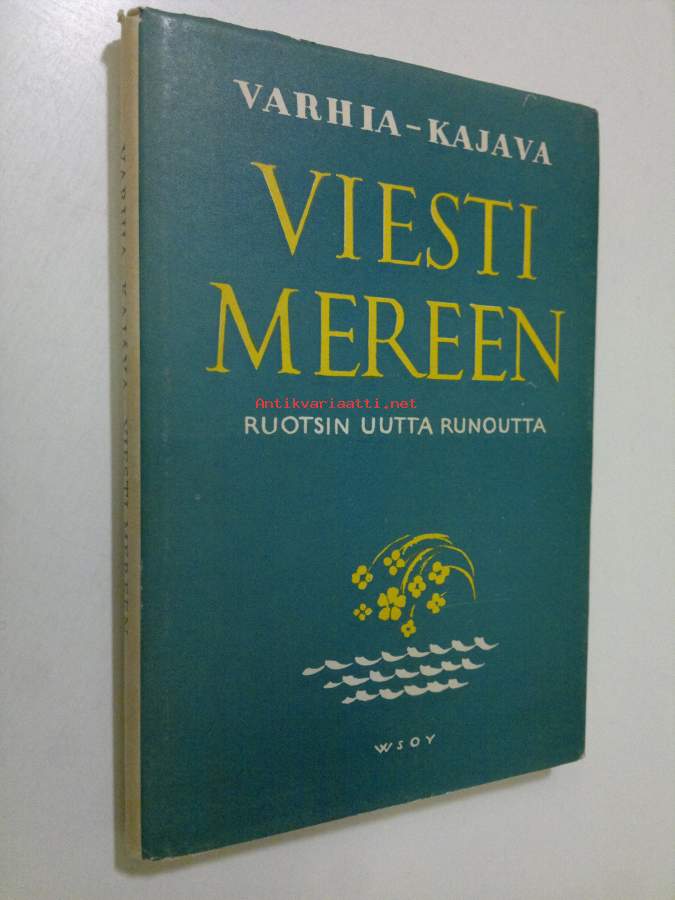 VARHIA-KAJAVA
VIESTI
MEREEN
Antikvariaatti.net
RUOTSIN UUTTA RUNOUTTA
WSOY
VARHIA-KAJAVA VIESTI MEREEN